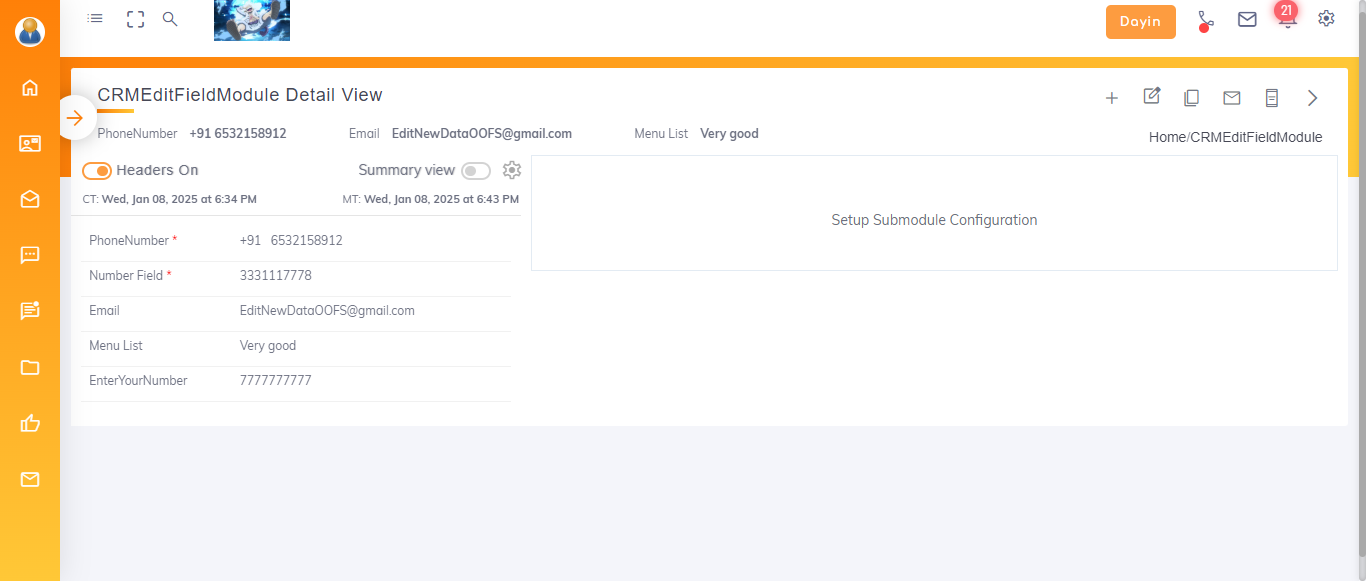 Dayin
21
CRMEditFieldModule Detail View
PhoneNumber +91 6532158912 Email EditNewDataOOFS@gmail.com Menu List Very good
Home/CRMEditFieldModule
Headers On Summary view
CT: Wed, Jan 08, 2025 at 6:34 PM MT: Wed, Jan 08, 2025 at 6:43 PM
PhoneNumber * +91 6532158912
Number Field * 3331117778
Email EditNewDataOOFS@gmail.com
Menu List Very good
EnterYourNumber 7777777777
Setup Submodule Configuration